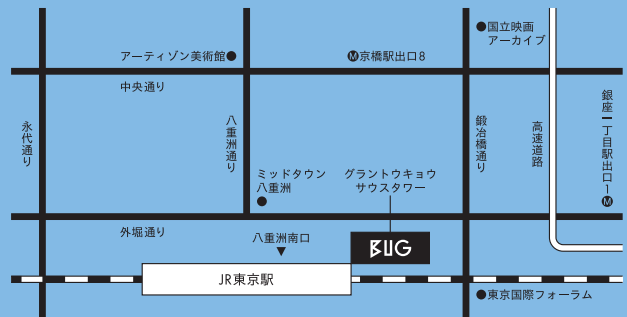 国立映画
アーカイブ
アーティゾン美術館
M京橋駅出口8
中央通り
永代通り
八重洲通り
鍛冶橋通り
高速道路
銀座一丁目駅出口1M
ミッドタウン
八重洲
グラントウキョウ
サウスタワー
外堀通り
八重洲南口
BUG
JR東京駅
東京国際フォーラム